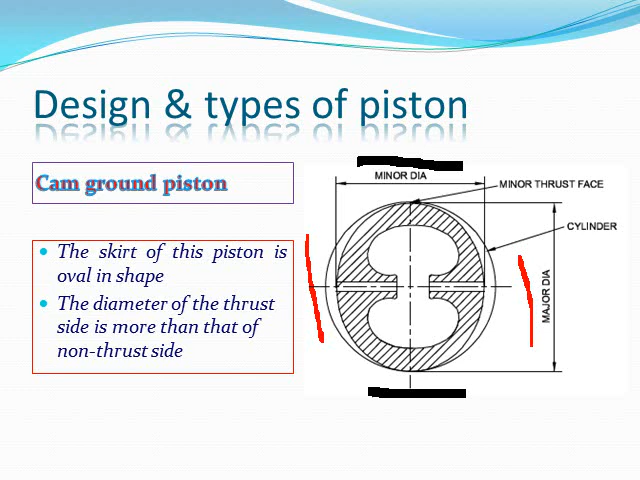 Design & types of piston
Cam ground piston
The skirt of this piston is
oval in shape
The diameter of the thrust
side is more than that of
non-thrust side
MINOR DIA
MINOR THRUST FACE
CYLINDER
MAJOR DIA